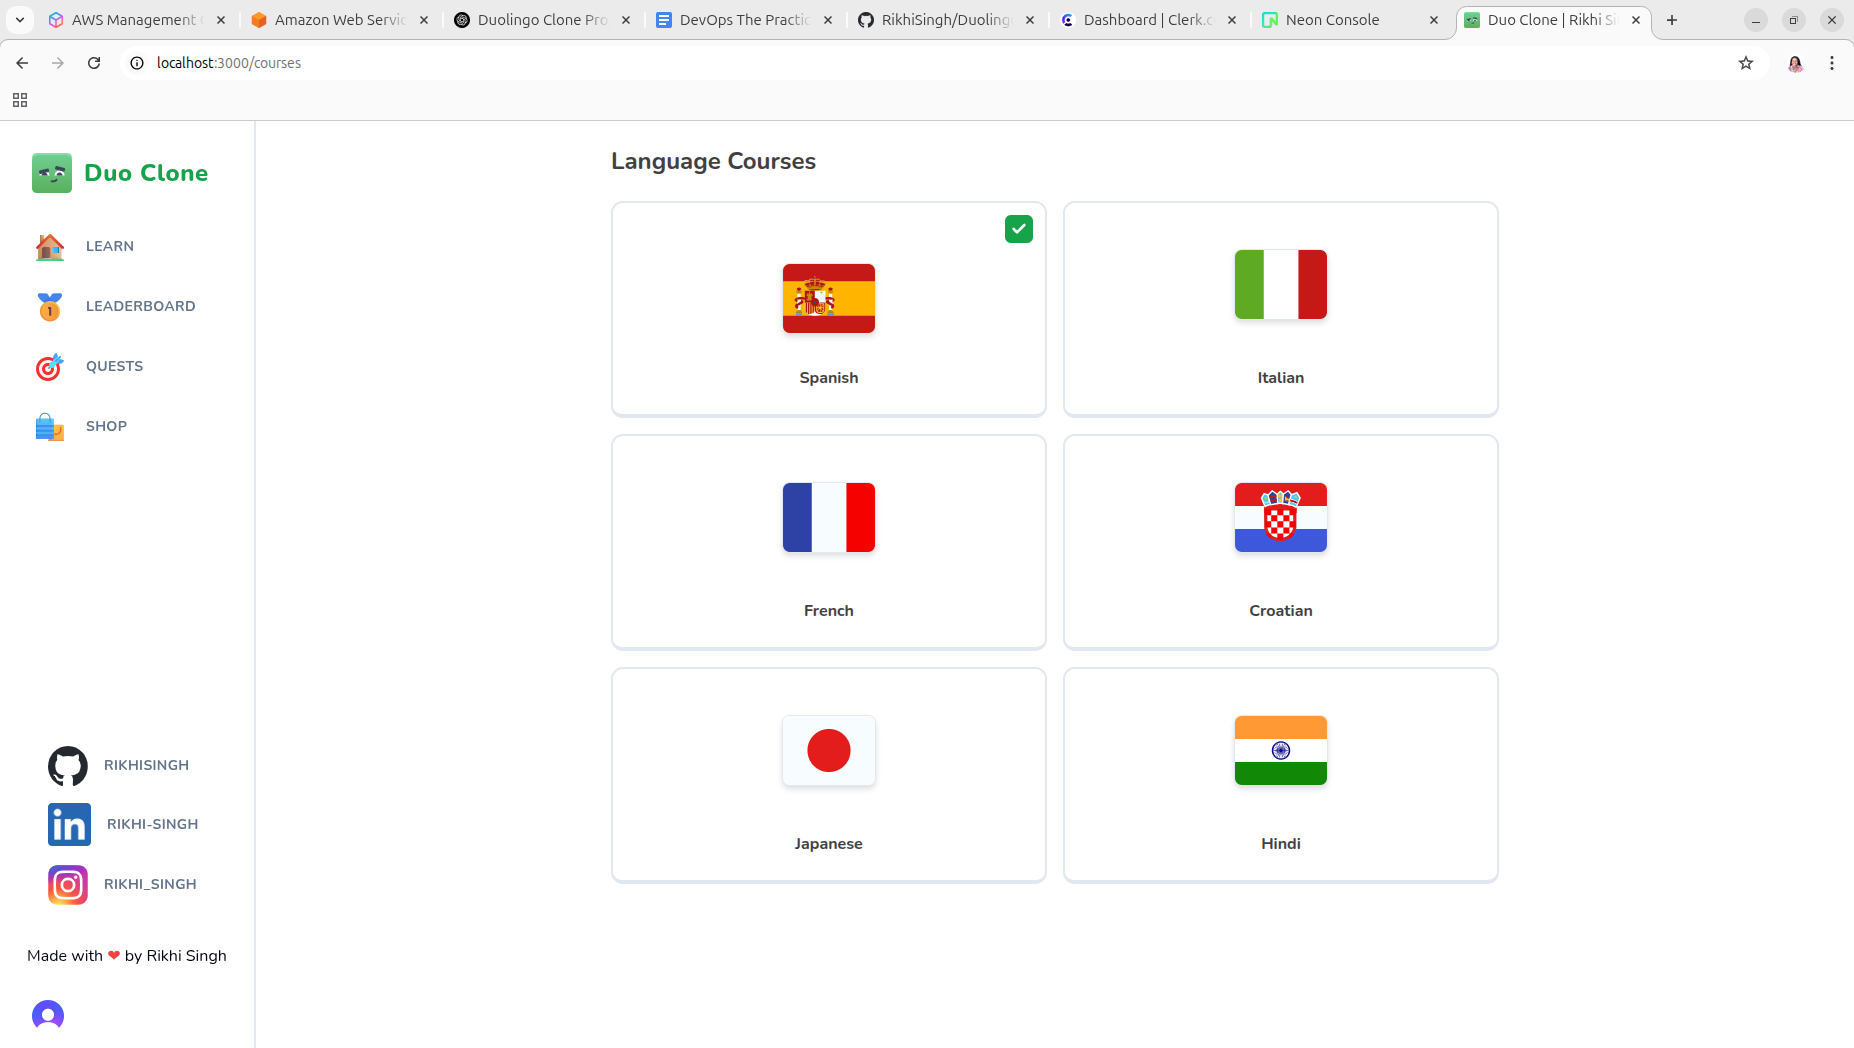 AWS Management
Amazon Web Servic
Duolingo Clone Pro
DevOps The Practic
RikhiSingh/Duoling
Dashboard | Clerk.c
Neon Console
Duo Clone | Rikhi Si
localhost:3000/courses
Duo Clone
LEARN
1
LEADERBOARD
QUESTS
SHOP
RIKHISINGH
in
RIKHI-SINGH
RIKHI_SINGH
Made with ❤ by Rikhi Singh
Language Courses
Spanish
Italian
French
Croatian
Japanese
Hindi